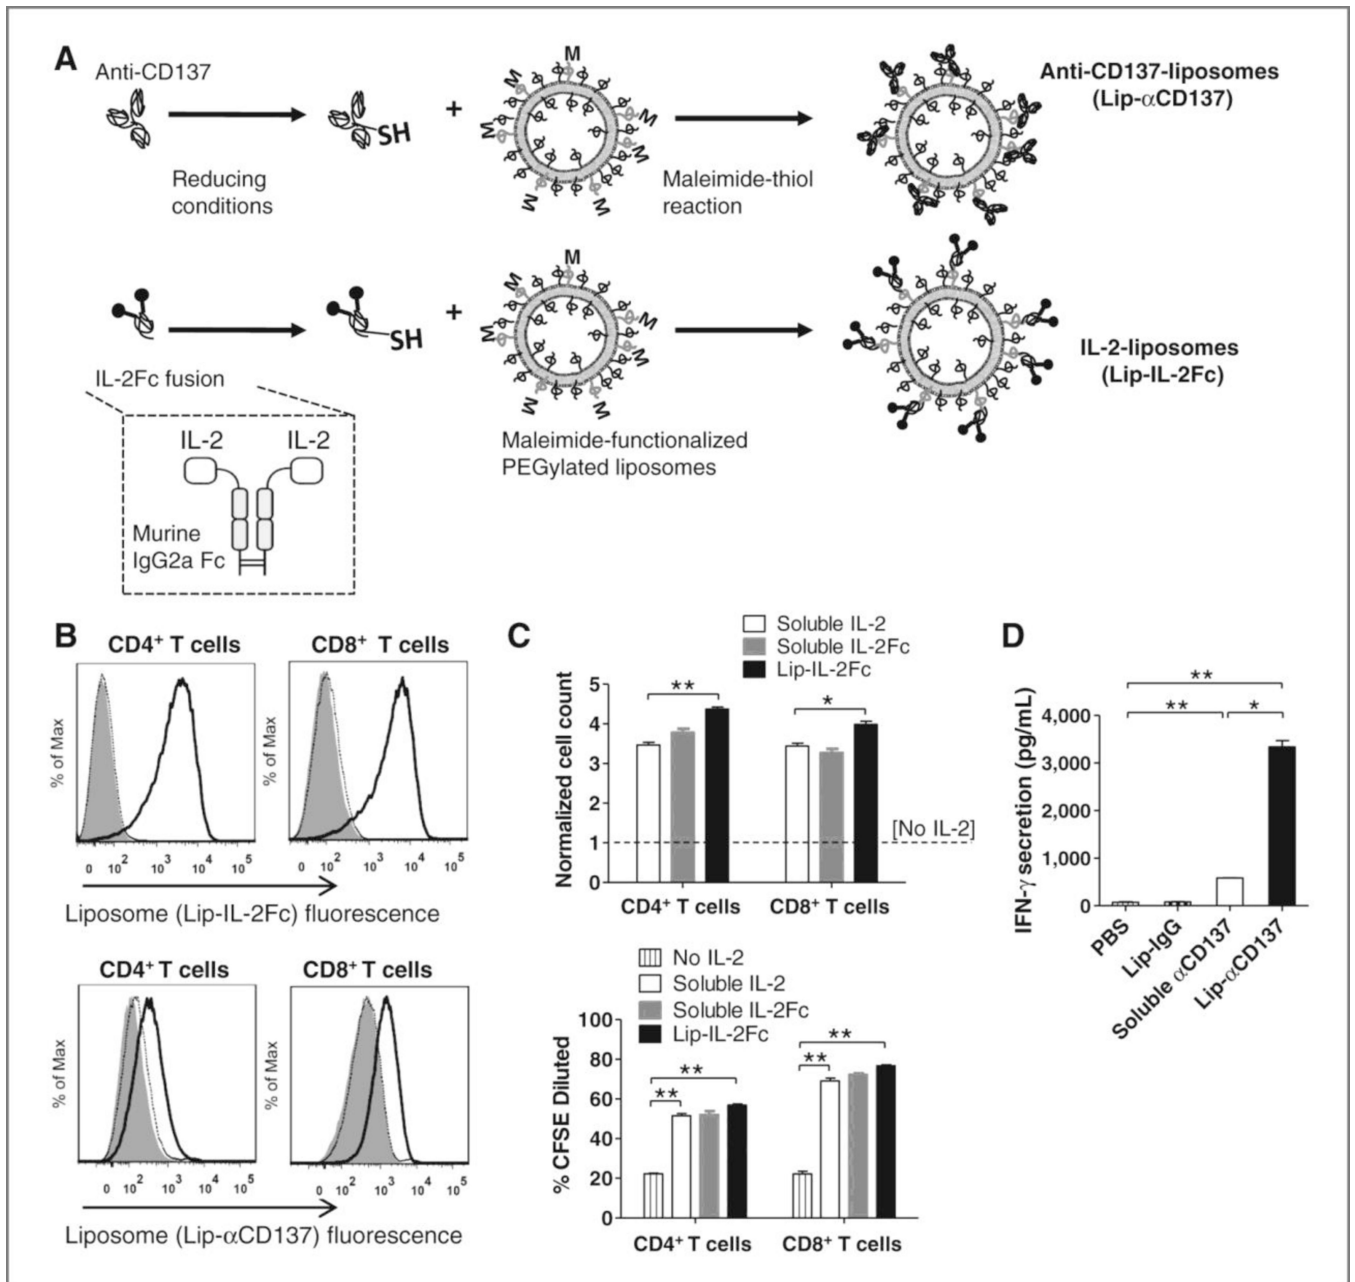 A
Anti-CD137
SH
+
M
M
M
M
M
M
M
Reducing
conditions
Maleimide-thiol
reaction
Anti-CD137-liposomes
(Lip-αCD137)
IL-2Fc fusion
SH
+
M
M
M
M
M
M
M
Maleimide-functionalized
PEGylated liposomes
IL-2-liposomes
(Lip-IL-2Fc)
IL-2 IL-2
Murine
IgG2a Fc
B
CD4⁺ T cells CD8⁺ T cells
% of Max % of Max
0 10² 10³ 10⁴ 10⁵ 0 10² 10³ 10⁴ 10⁵
Liposome (Lip-IL-2Fc) fluorescence
CD4⁺ T cells CD8⁺ T cells
% of Max % of Max
0 10² 10³ 10⁴ 10⁵ 0 10² 10³ 10⁴ 10⁵
Liposome (Lip-αCD137) fluorescence
C
Soluble IL-2
Soluble IL-2Fc
Lip-IL-2Fc
Normalized cell count
5
4
3
2
1
0
** *
[No IL-2]
CD4⁺ T cells CD8⁺ T cells
No IL-2
Soluble IL-2
Soluble IL-2Fc
Lip-IL-2Fc
% CFSE Diluted
100
80
60
40
20
0
** **
** **
CD4⁺ T cells CD8⁺ T cells
D
**
** *
IFN-γ secretion (pg/mL)
4,000
3,000
2,000
1,000
0
PBS
Lip-IgG
Soluble αCD137
Lip-αCD137